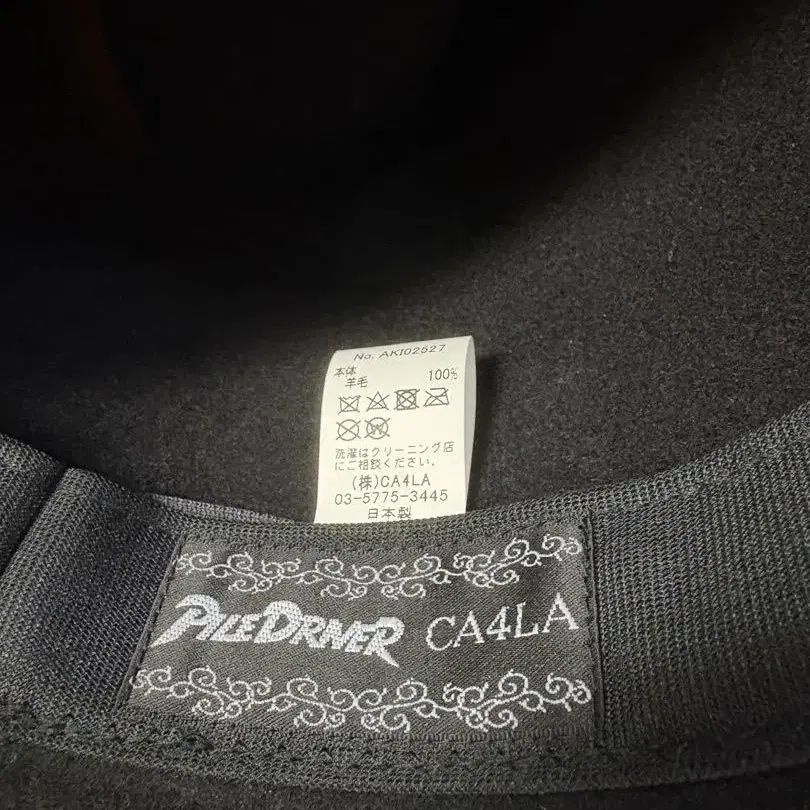 No. AKI02527
本体
羊毛 100%
洗濯はクリーニング店
にご相談ください。
(株)CA4LA
03-5775-3445
日本製
PILEDRIVER CA4LA